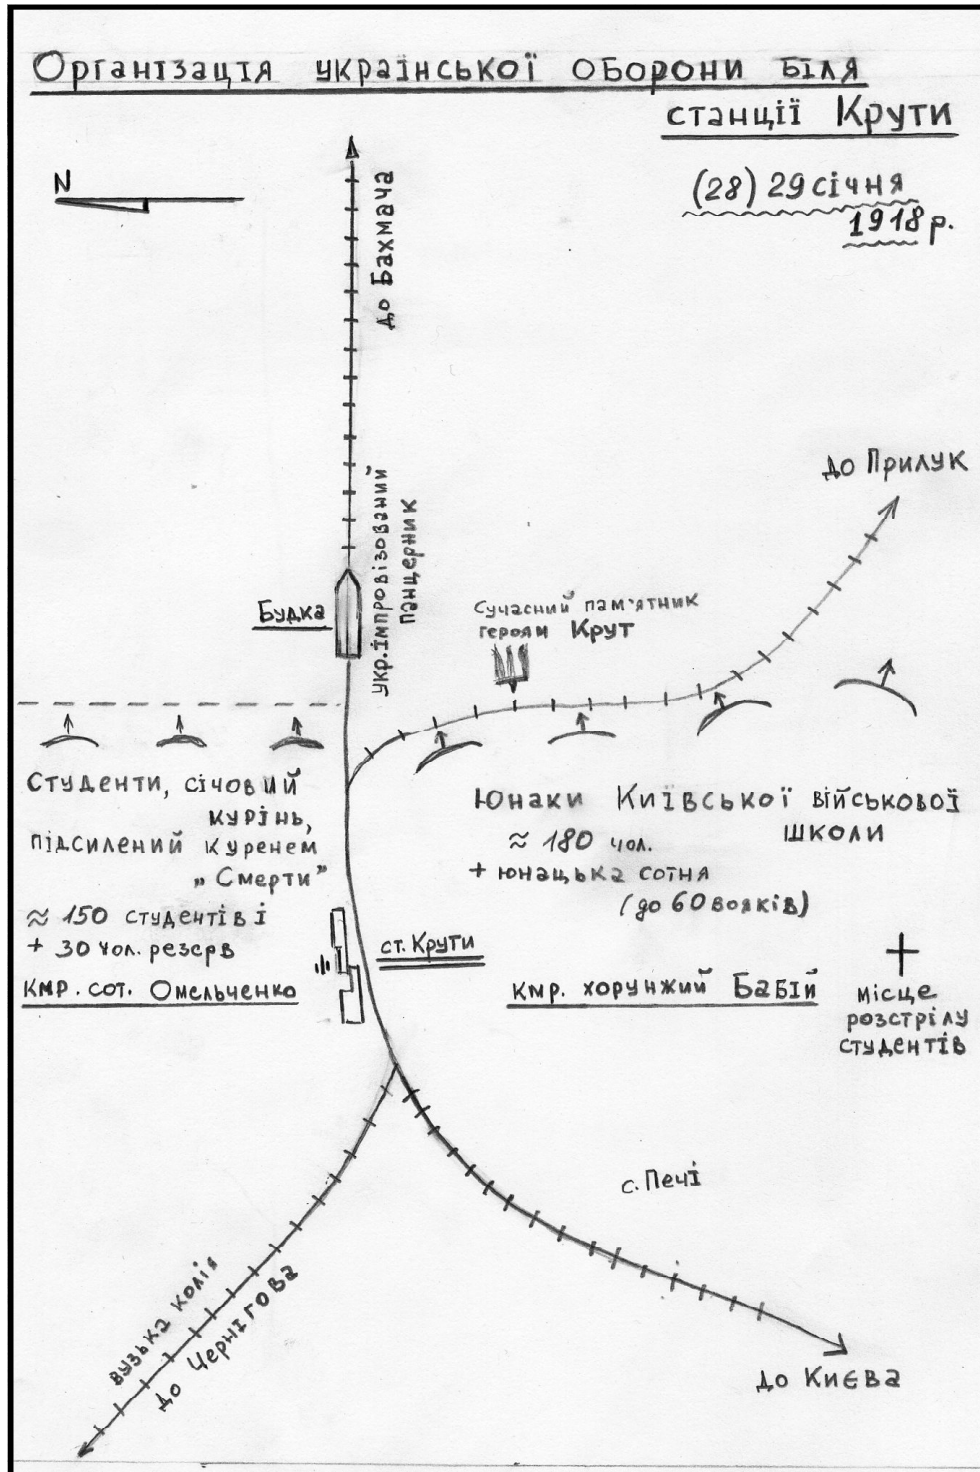 Організація української оборони біля
станції Крути
(28) 29 січня
1918 р.
N
до Бахмача
до Прилук
укр. імпровізований
панцерник
Будка
Сучасний пам'ятник
героям Крут
Студенти, січовий
курінь,
підсилений куренем
„Смерти”
≈ 150 студентів і
+ 30 чол. резерв
кмр. сот. Омельченко
Юнаки Київської військової
школи
≈ 180 чол.
+ юнацька сотня
(до 60 вояків)
ст. Крути
кмр. хорунжий Бабій
місце
розстрілу
студентів
с. Печі
вузька колія
до Чернігова
до Києва